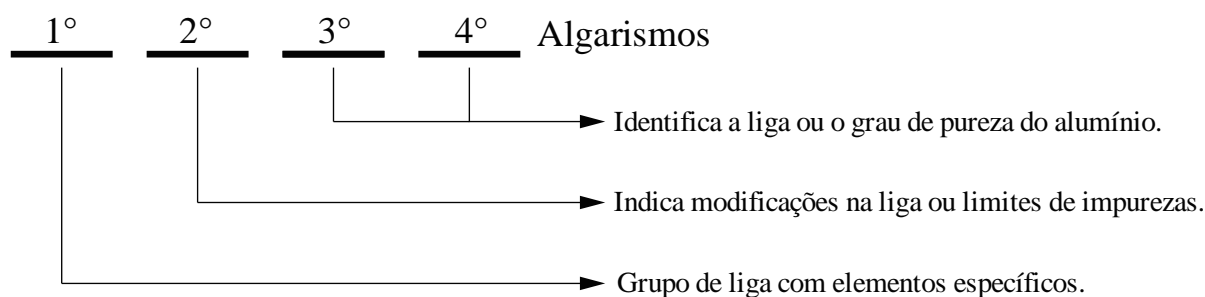 1° 2° 3° 4° Algarismos
Identifica a liga ou o grau de pureza do alumínio.
Indica modificações na liga ou limites de impurezas.
Grupo de liga com elementos específicos.